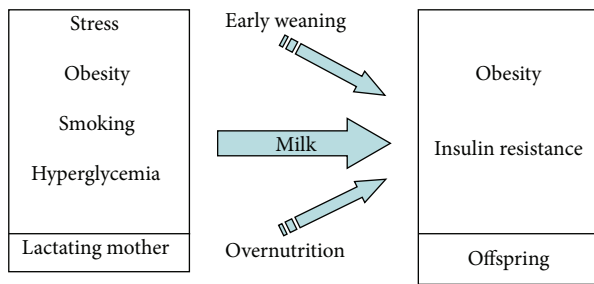 Stress
Obesity
Smoking
Hyperglycemia
Lactating mother
Early weaning
Milk
Overnutrition
Obesity
Insulin resistance
Offspring